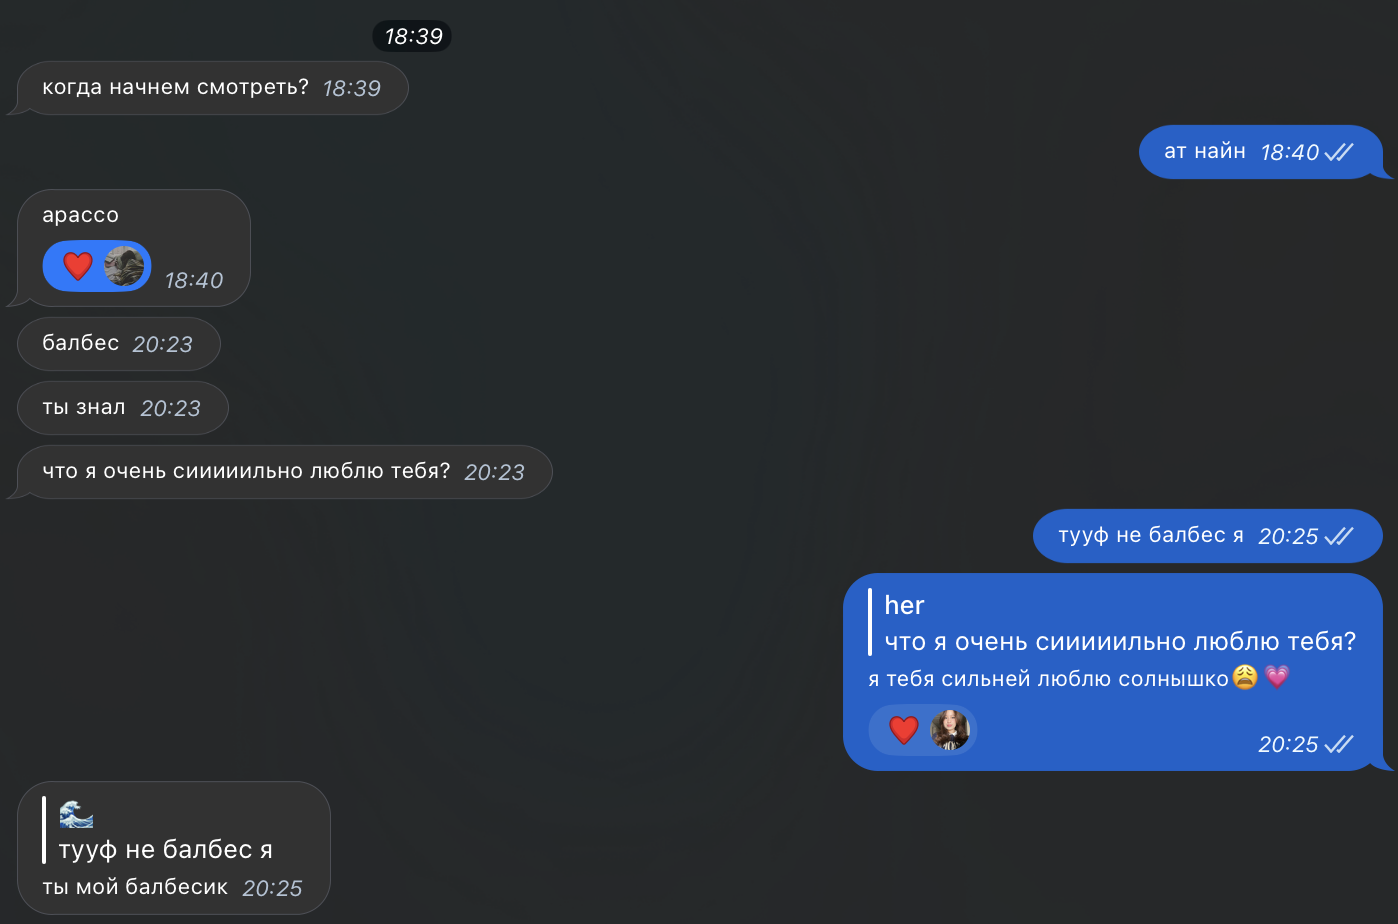 18:39
когда начнем смотреть? 18:39
ат найн 18:40
арассо
18:40
балбес 20:23
ты знал 20:23
что я очень сииииильно люблю тебя? 20:23
тууф не балбес я 20:25
her
что я очень сииииильно люблю тебя?
я тебя сильней люблю солнышко😩💗
20:25
🌊
тууф не балбес я
ты мой балбесик 20:25